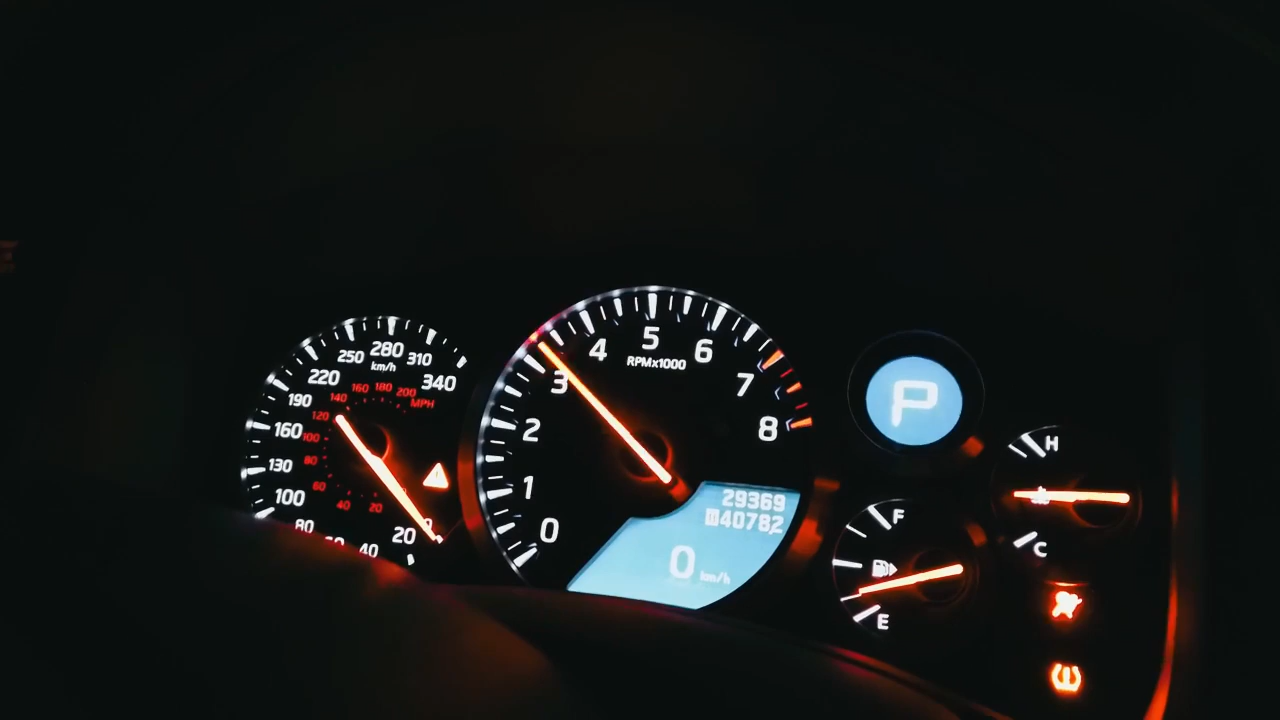 250 280 310
km/h
220 340
190 160 180 200
140 MPH
120
160 100
130 80
60
100 40 20
80 20
40
5
4 6
RPMx1000
3 7
2 8
1
0
29369
40782
0 km/h
P
H
C
F
E